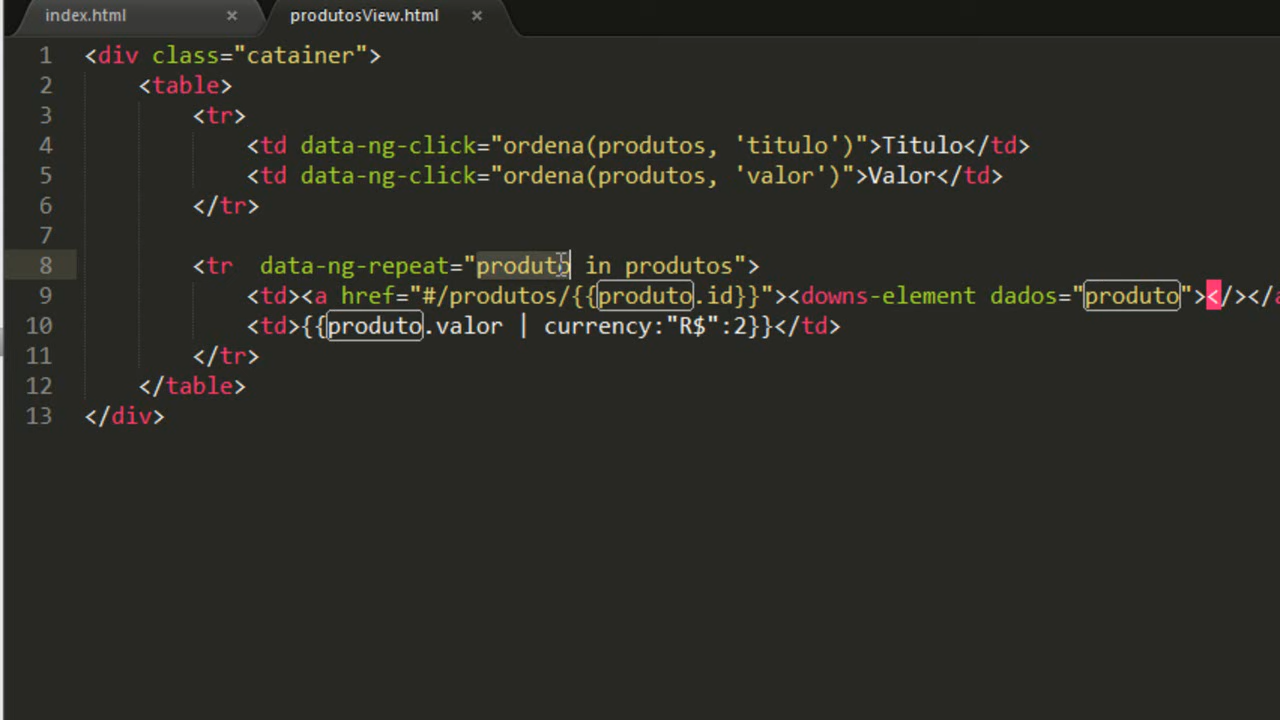 index.html × produtosView.html ×
1 <div class="catainer">
2 <table>
3 <tr>
4 <td data-ng-click="ordena(produtos, 'titulo')">Titulo</td>
5 <td data-ng-click="ordena(produtos, 'valor')">Valor</td>
6 </tr>
7
8 <tr  data-ng-repeat="produto in produtos">
9 <td><a href="#/produtos/{{produto.id}}"><downs-element dados="produto"></></a
10 <td>{{produto.valor | currency:"R$":2}}</td>
11 </tr>
12 </table>
13 </div>